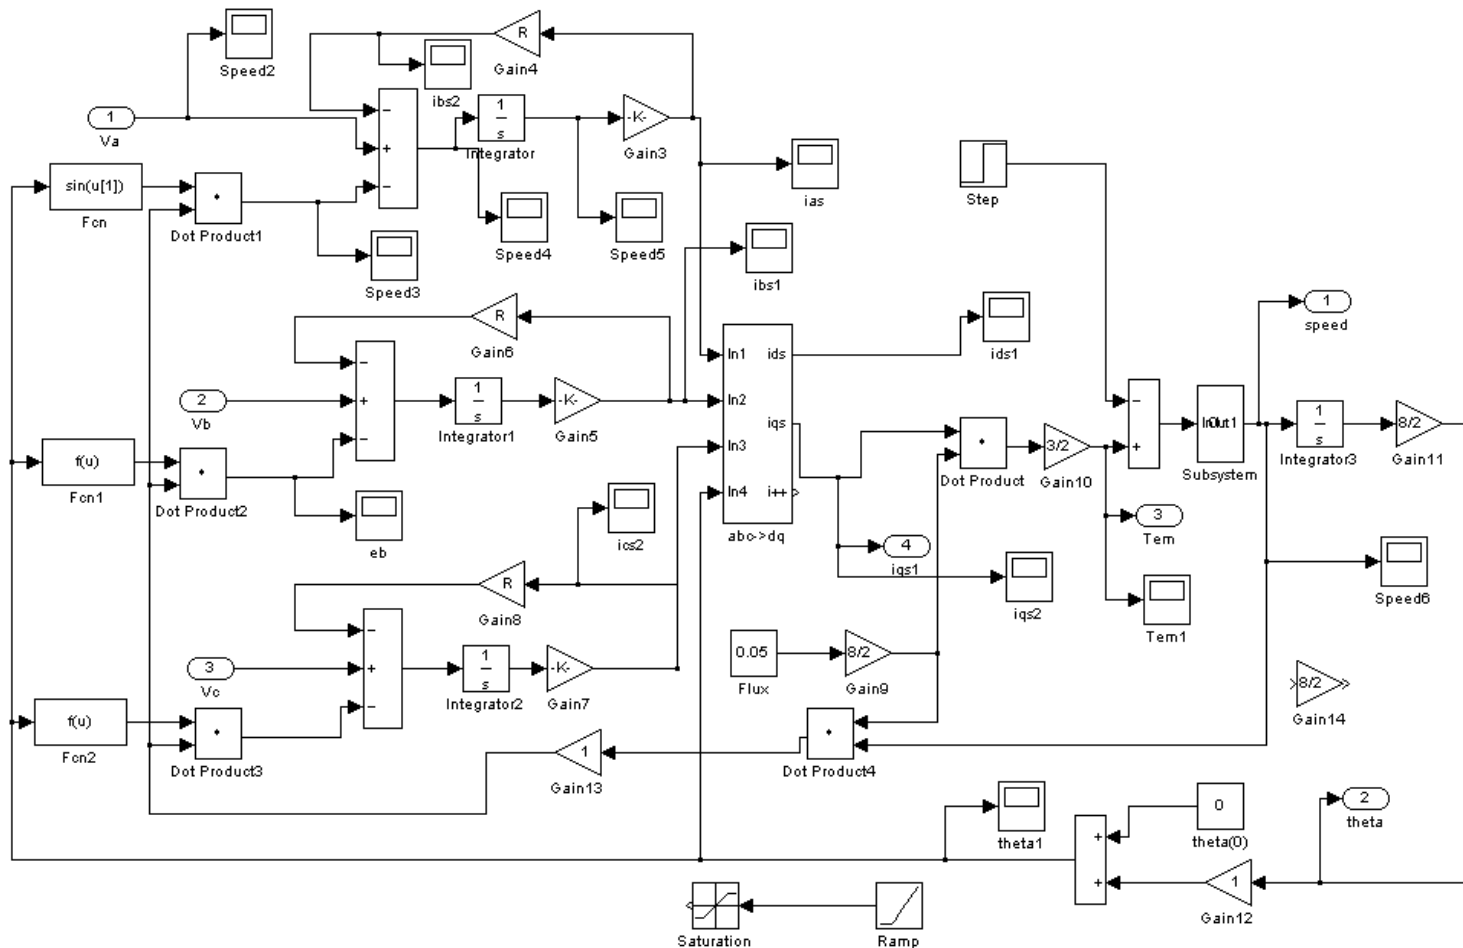 Speed2
R
Gain4
ibs2
1
Va
−
+
−
1
s
Integrator
-K-
Gain3
ias
Step
sin(u[1])
Fcn
Dot Product1
Speed3
Speed4
Speed5
ibs1
R
Gain6
ids1
1
speed
2
Vb
−
+
−
1
s
Integrator1
-K-
Gain5
In1
In2
In3
In4
ids
iqs
i++
abc->dq
f(u)
Fcn1
Dot Product2
eb
ics2
Dot Product
3/2
Gain10
−
+
Out1
Subsystem
1
s
Integrator3
8/2
Gain11
3
Tem
4
iqs1
iqs2
Tem1
Speed6
R
Gain8
3
Vc
−
+
−
1
s
Integrator2
-K-
Gain7
0.05
Flux
8/2
Gain9
8/2
Gain14
f(u)
Fcn2
Dot Product3
1
Gain13
Dot Product4
theta1
+
+
0
theta(0)
2
theta
1
Gain12
Saturation
Ramp